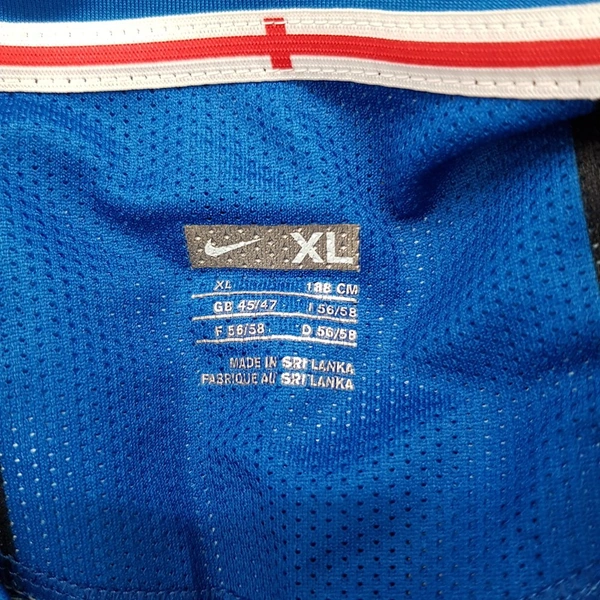 XL
XL 188 CM
GB 45/47 I 56/58
F 56/58 D 56/58
MADE IN SRI LANKA
FABRIQUE AU SRI LANKA